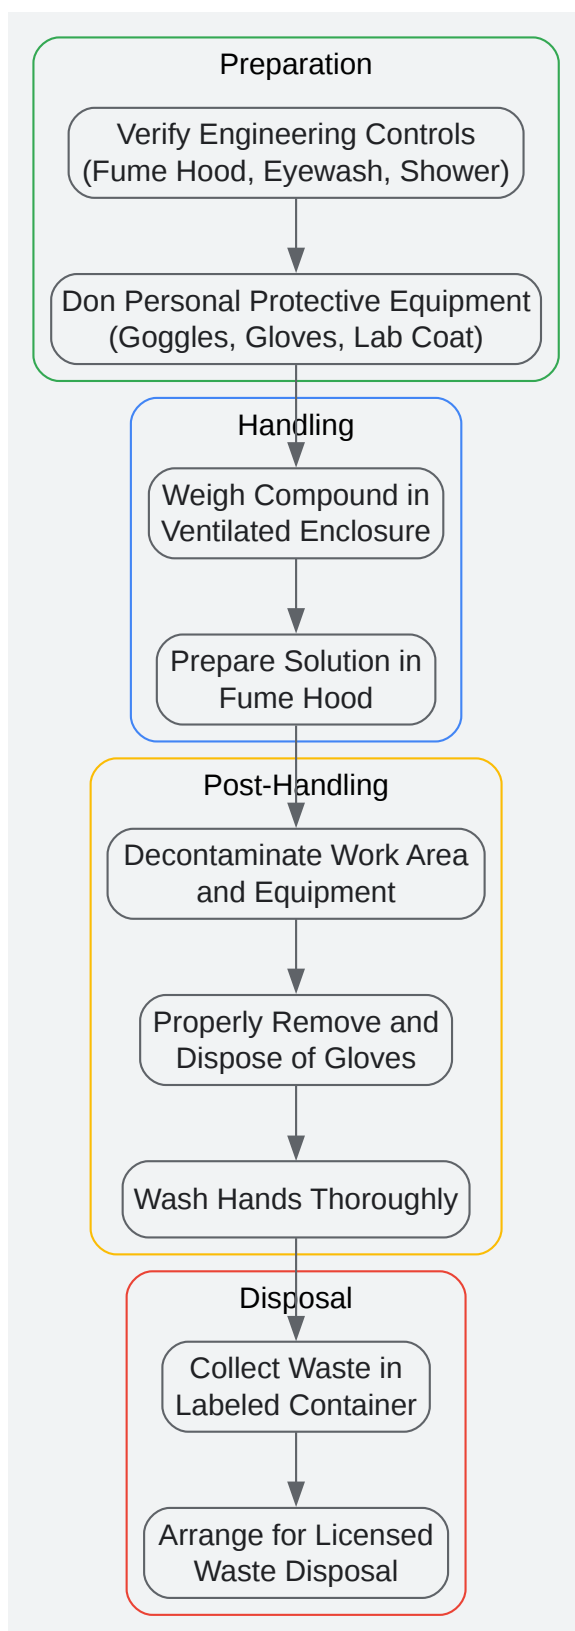 Preparation
Verify Engineering Controls
(Fume Hood, Eyewash, Shower)
Don Personal Protective Equipment
(Goggles, Gloves, Lab Coat)
Handling
Weigh Compound in
Ventilated Enclosure
Prepare Solution in
Fume Hood
Post-Handling
Decontaminate Work Area
and Equipment
Properly Remove and
Dispose of Gloves
Wash Hands Thoroughly
Disposal
Collect Waste in
Labeled Container
Arrange for Licensed
Waste Disposal